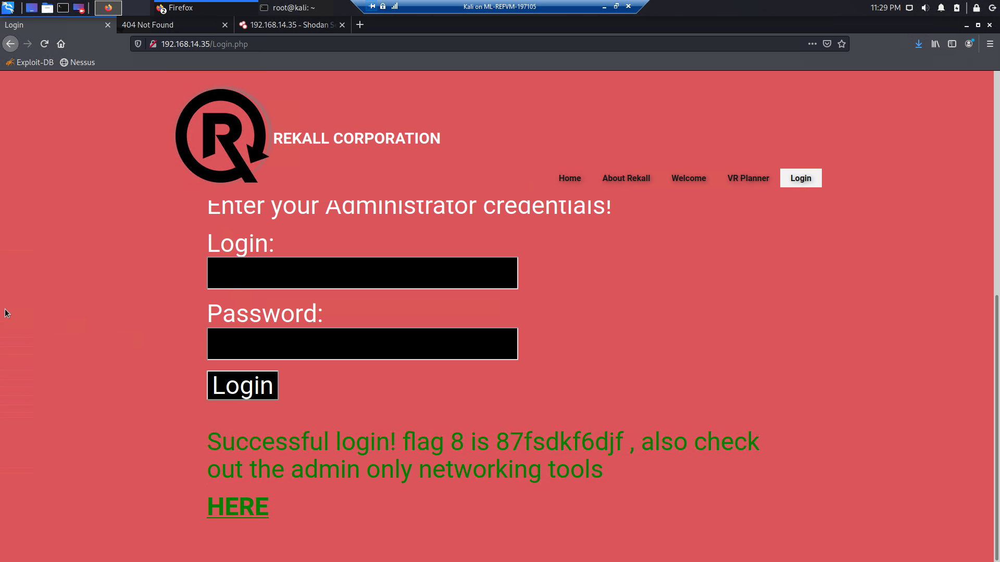 Firefox
root@kali: ~
Kali on ML-REFVM-197105
11:29 PM
Login
404 Not Found
192.168.14.35 - Shodan S
192.168.14.35/Login.php
Exploit-DB
Nessus
REKALL CORPORATION
Home
About Rekall
Welcome
VR Planner
Login
Enter your Administrator credentials!
Login:
Password:
Login
Successful login! flag 8 is 87fsdkf6djf , also check
out the admin only networking tools
HERE